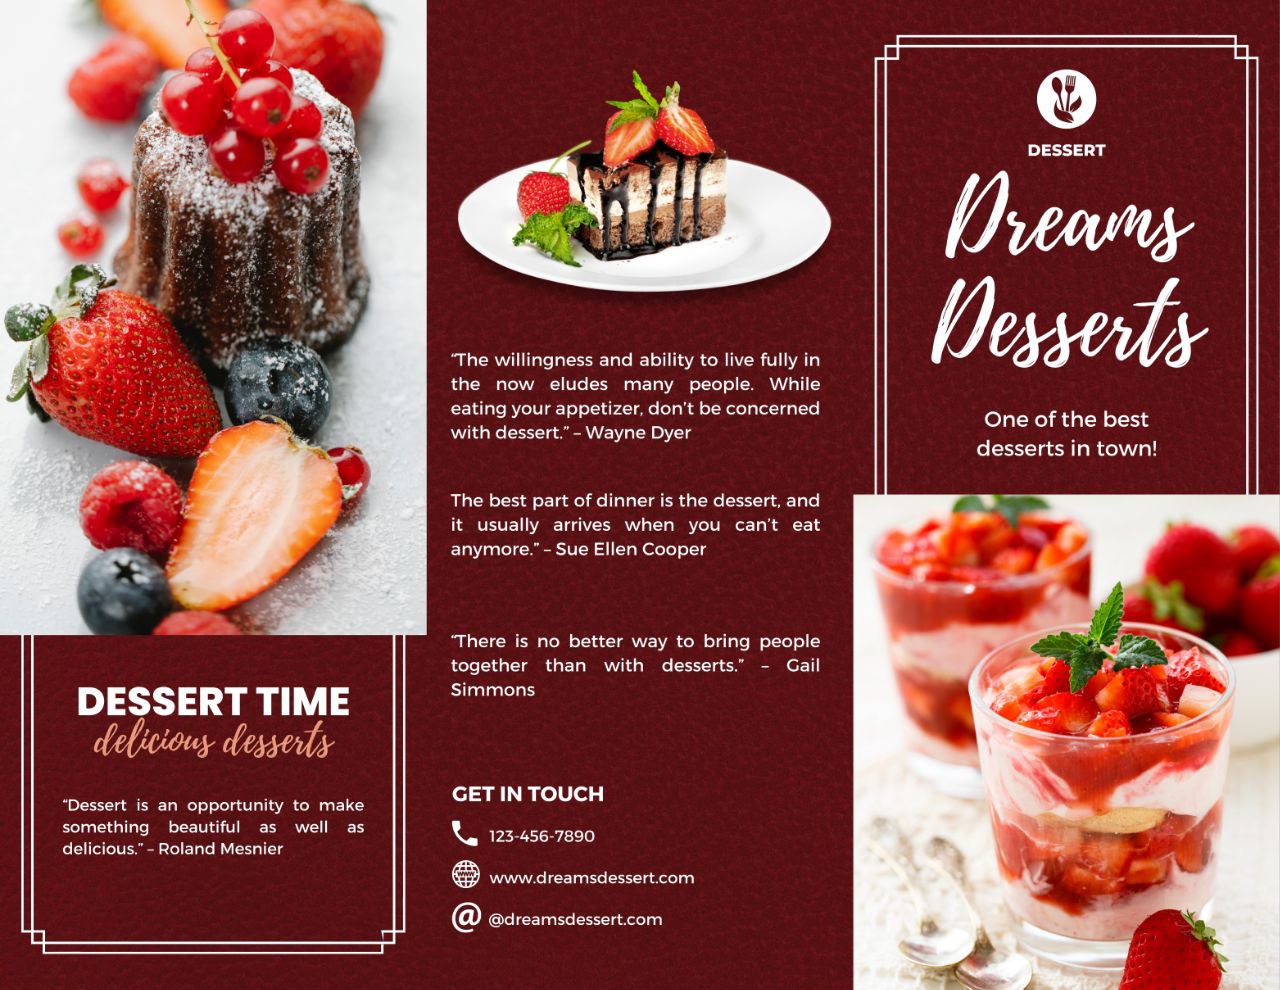 DESSERT TIME
delicious desserts
“Dessert is an opportunity to make
something beautiful as well as
delicious.” – Roland Mesnier
“The willingness and ability to live fully in
the now eludes many people. While
eating your appetizer, don’t be concerned
with dessert.” – Wayne Dyer
The best part of dinner is the dessert, and
it usually arrives when you can’t eat
anymore.” – Sue Ellen Cooper
“There is no better way to bring people
together than with desserts.” – Gail
Simmons
GET IN TOUCH
123-456-7890
www.dreamsdessert.com
@ @dreamsdessert.com
DESSERT
Dreams
Desserts
One of the best
desserts in town!